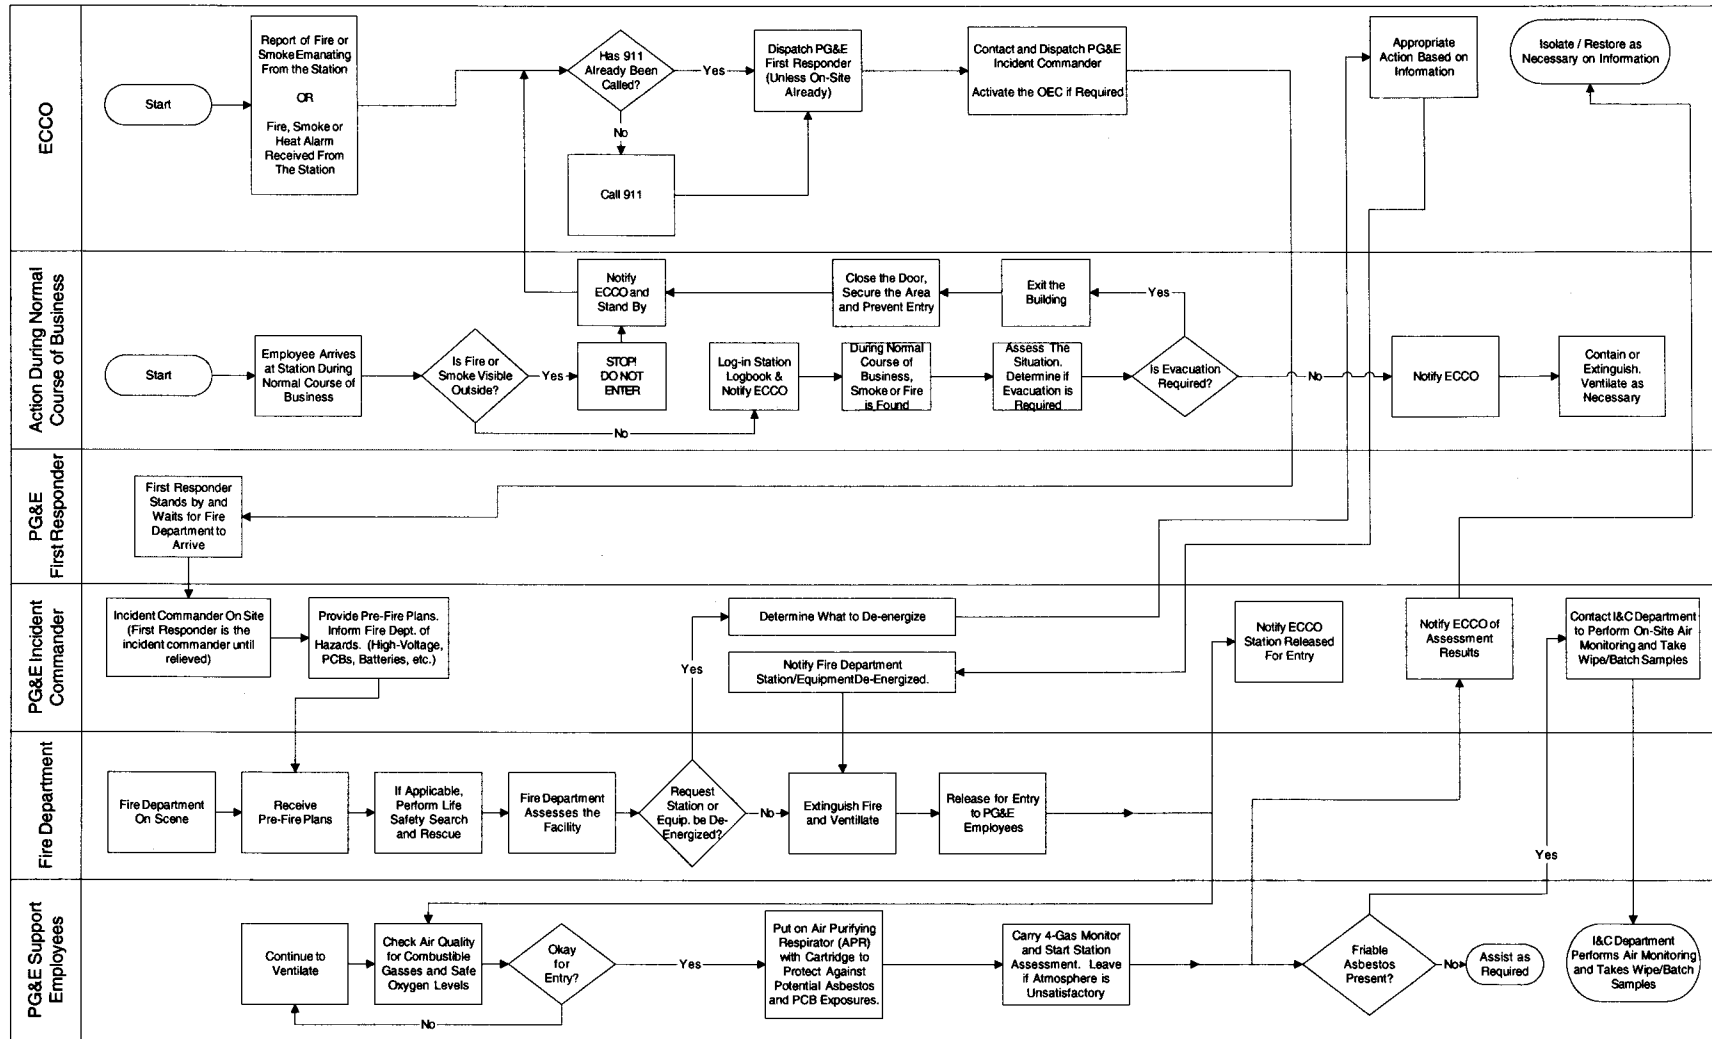 ECCO
Start
Report of Fire or
Smoke Emanating
From the Station
OR
Fire, Smoke or
Heat Alarm
Received From
The Station
Has 911
Already Been
Called?
Yes
No
Call 911
Dispatch PG&E
First Responder
(Unless On-Site
Already)
Contact and Dispatch PG&E
Incident Commander
Activate the OEC if Required
Appropriate
Action Based on
Information
Isolate / Restore as
Necessary on Information
Action During Normal
Course of Business
Start
Employee Arrives
at Station During
Normal Course of
Business
Is Fire or
Smoke Visible
Outside?
Yes
No
STOP!
DO NOT
ENTER
Notify
ECCO and
Stand By
Log-in Station
Logbook &
Notify ECCO
During Normal
Course of
Business,
Smoke or Fire
is Found
Assess The
Situation.
Determine if
Evacuation is
Required
Is Evacuation
Required?
Yes
Exit the
Building
Close the Door,
Secure the Area
and Prevent Entry
No
Notify ECCO
Contain or
Extinguish.
Ventilate as
Necessary
PG&E
First Responder
First Responder
Stands by and
Waits for Fire
Department to
Arrive
PG&E Incident
Commander
Incident Commander On Site
(First Responder is the
incident commander until
relieved)
Provide Pre-Fire Plans.
Inform Fire Dept. of
Hazards. (High-Voltage,
PCBs, Batteries, etc.)
Yes
Determine What to De-energize
Notify Fire Department
Station/Equipment De-Energized.
Notify ECCO
Station Released
For Entry
Notify ECCO of
Assessment
Results
Contact I&C Department
to Perform On-Site Air
Monitoring and Take
Wipe/Batch Samples
Fire Department
Fire Department
On Scene
Receive
Pre-Fire Plans
If Applicable,
Perform Life
Safety Search
and Rescue
Fire Department
Assesses the
Facility
Request
Station or
Equip. be De-
Energized?
No
Extinguish Fire
and Ventillate
Release for Entry
to PG&E
Employees
Yes
PG&E Support
Employees
Continue to
Ventilate
Check Air Quality
for Combustible
Gasses and Safe
Oxygen Levels
Okay
for
Entry?
Yes
No
Put on Air Purifying
Respirator (APR)
with Cartridge to
Protect Against
Potential Asbestos
and PCB Exposures.
Carry 4-Gas Monitor
and Start Station
Assessment. Leave
if Atmosphere is
Unsatisfactory
Friable
Asbestos
Present?
No
Assist as
Required
I&C Department
Performs Air Monitoring
and Takes Wipe/Batch
Samples